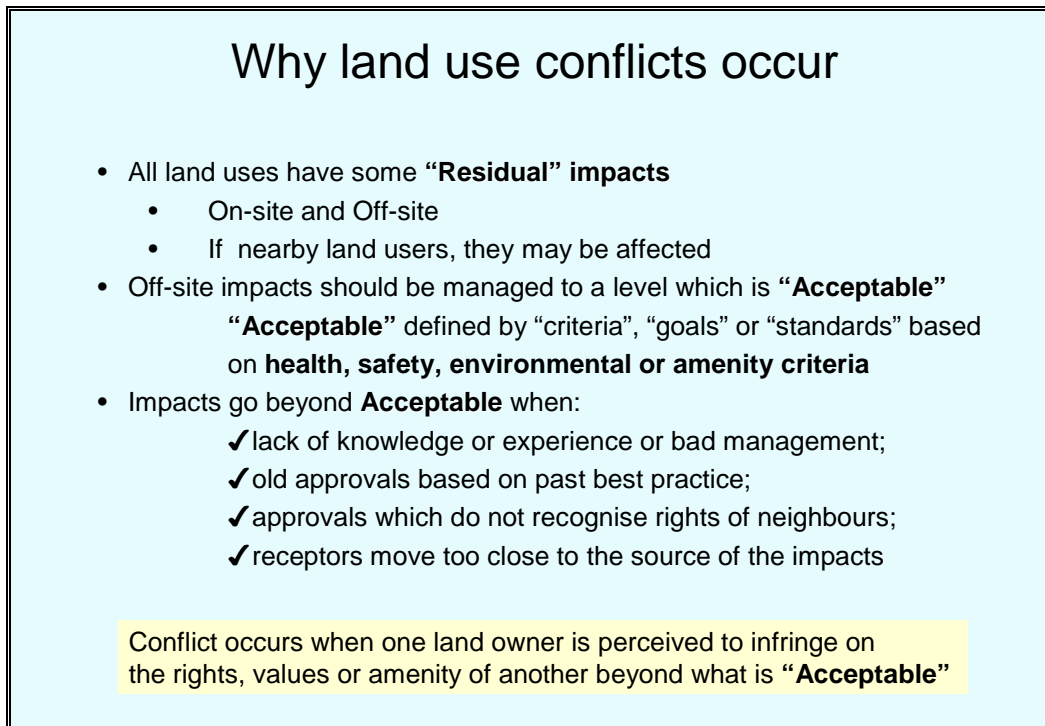 Why land use conflicts occur
• All land uses have some “Residual” impacts
• On-site and Off-site
• If nearby land users, they may be affected
• Off-site impacts should be managed to a level which is “Acceptable”
“Acceptable” defined by “criteria”, “goals” or “standards” based
on health, safety, environmental or amenity criteria
• Impacts go beyond Acceptable when:
✓lack of knowledge or experience or bad management;
✓old approvals based on past best practice;
✓approvals which do not recognise rights of neighbours;
✓receptors move too close to the source of the impacts
Conflict occurs when one land owner is perceived to infringe on
the rights, values or amenity of another beyond what is “Acceptable”